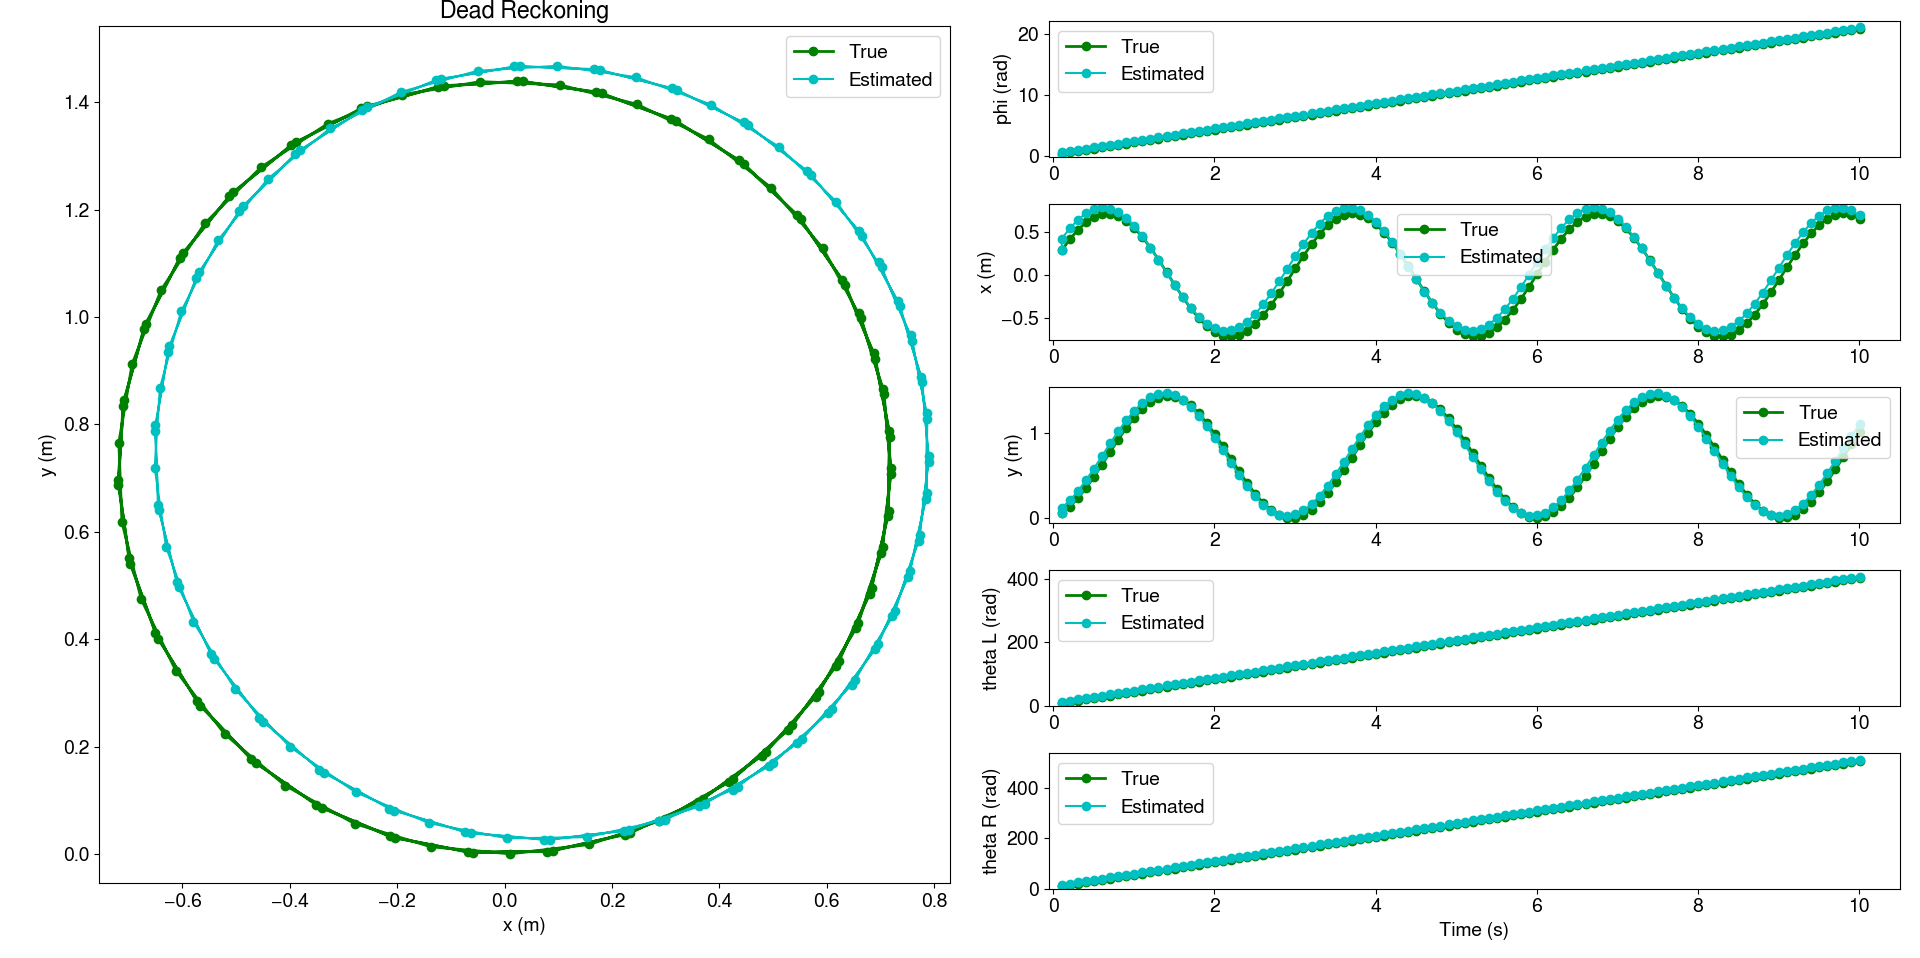 Dead Reckoning
True
Estimated
1.4
1.2
1.0
0.8
0.6
0.4
0.2
0.0
y (m)
−0.6 −0.4 −0.2 0.0 0.2 0.4 0.6 0.8
x (m)
True
Estimated
20
10
0
phi (rad)
0 2 4 6 8 10
True
Estimated
0.5
0.0
−0.5
x (m)
0 2 4 6 8 10
True
Estimated
1
0
y (m)
0 2 4 6 8 10
True
Estimated
400
200
0
theta L (rad)
0 2 4 6 8 10
True
Estimated
400
200
0
theta R (rad)
0 2 4 6 8 10
Time (s)